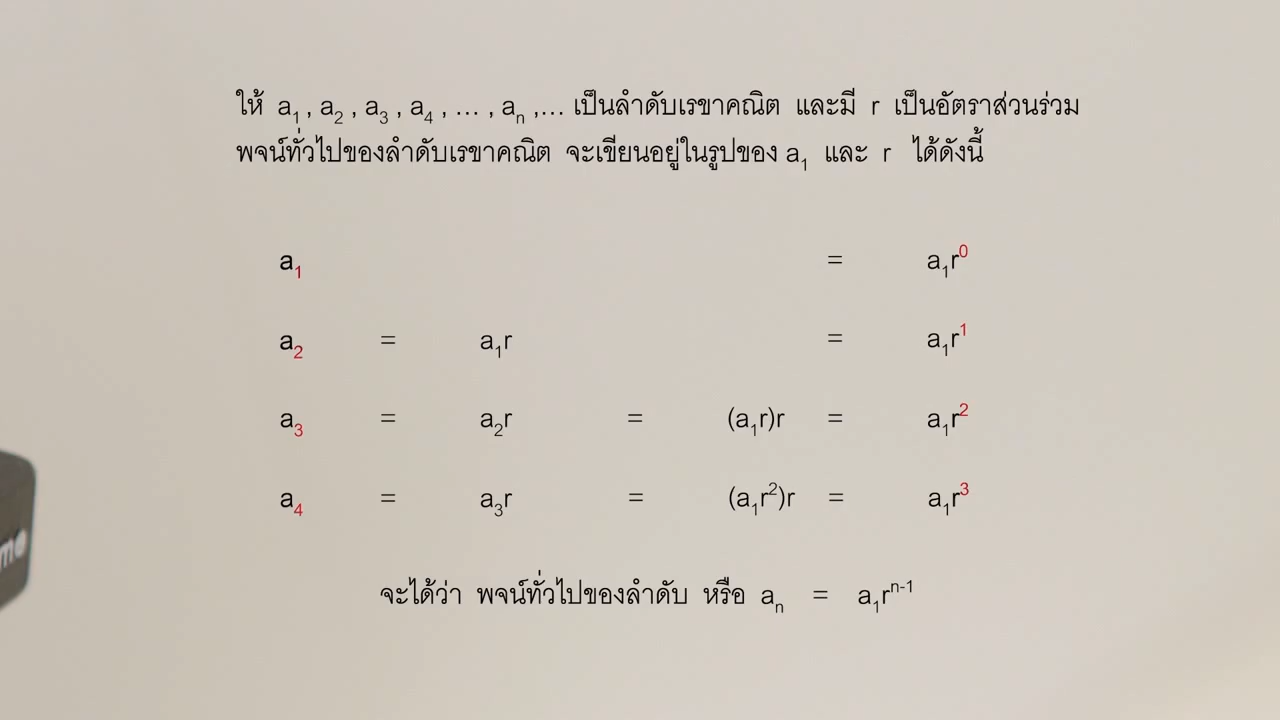 ให้ a₁ , a₂ , a₃ , a₄ , … , aₙ ,… เป็นลำดับเรขาคณิต และมี r เป็นอัตราส่วนร่วม
พจน์ทั่วไปของลำดับเรขาคณิต จะเขียนอยู่ในรูปของ a₁ และ r ได้ดังนี้
a₁ = a₁r⁰
a₂ = a₁r = a₁r¹
a₃ = a₂r = (a₁r)r = a₁r²
a₄ = a₃r = (a₁r²)r = a₁r³
จะได้ว่า พจน์ทั่วไปของลำดับ หรือ aₙ = a₁rⁿ⁻¹